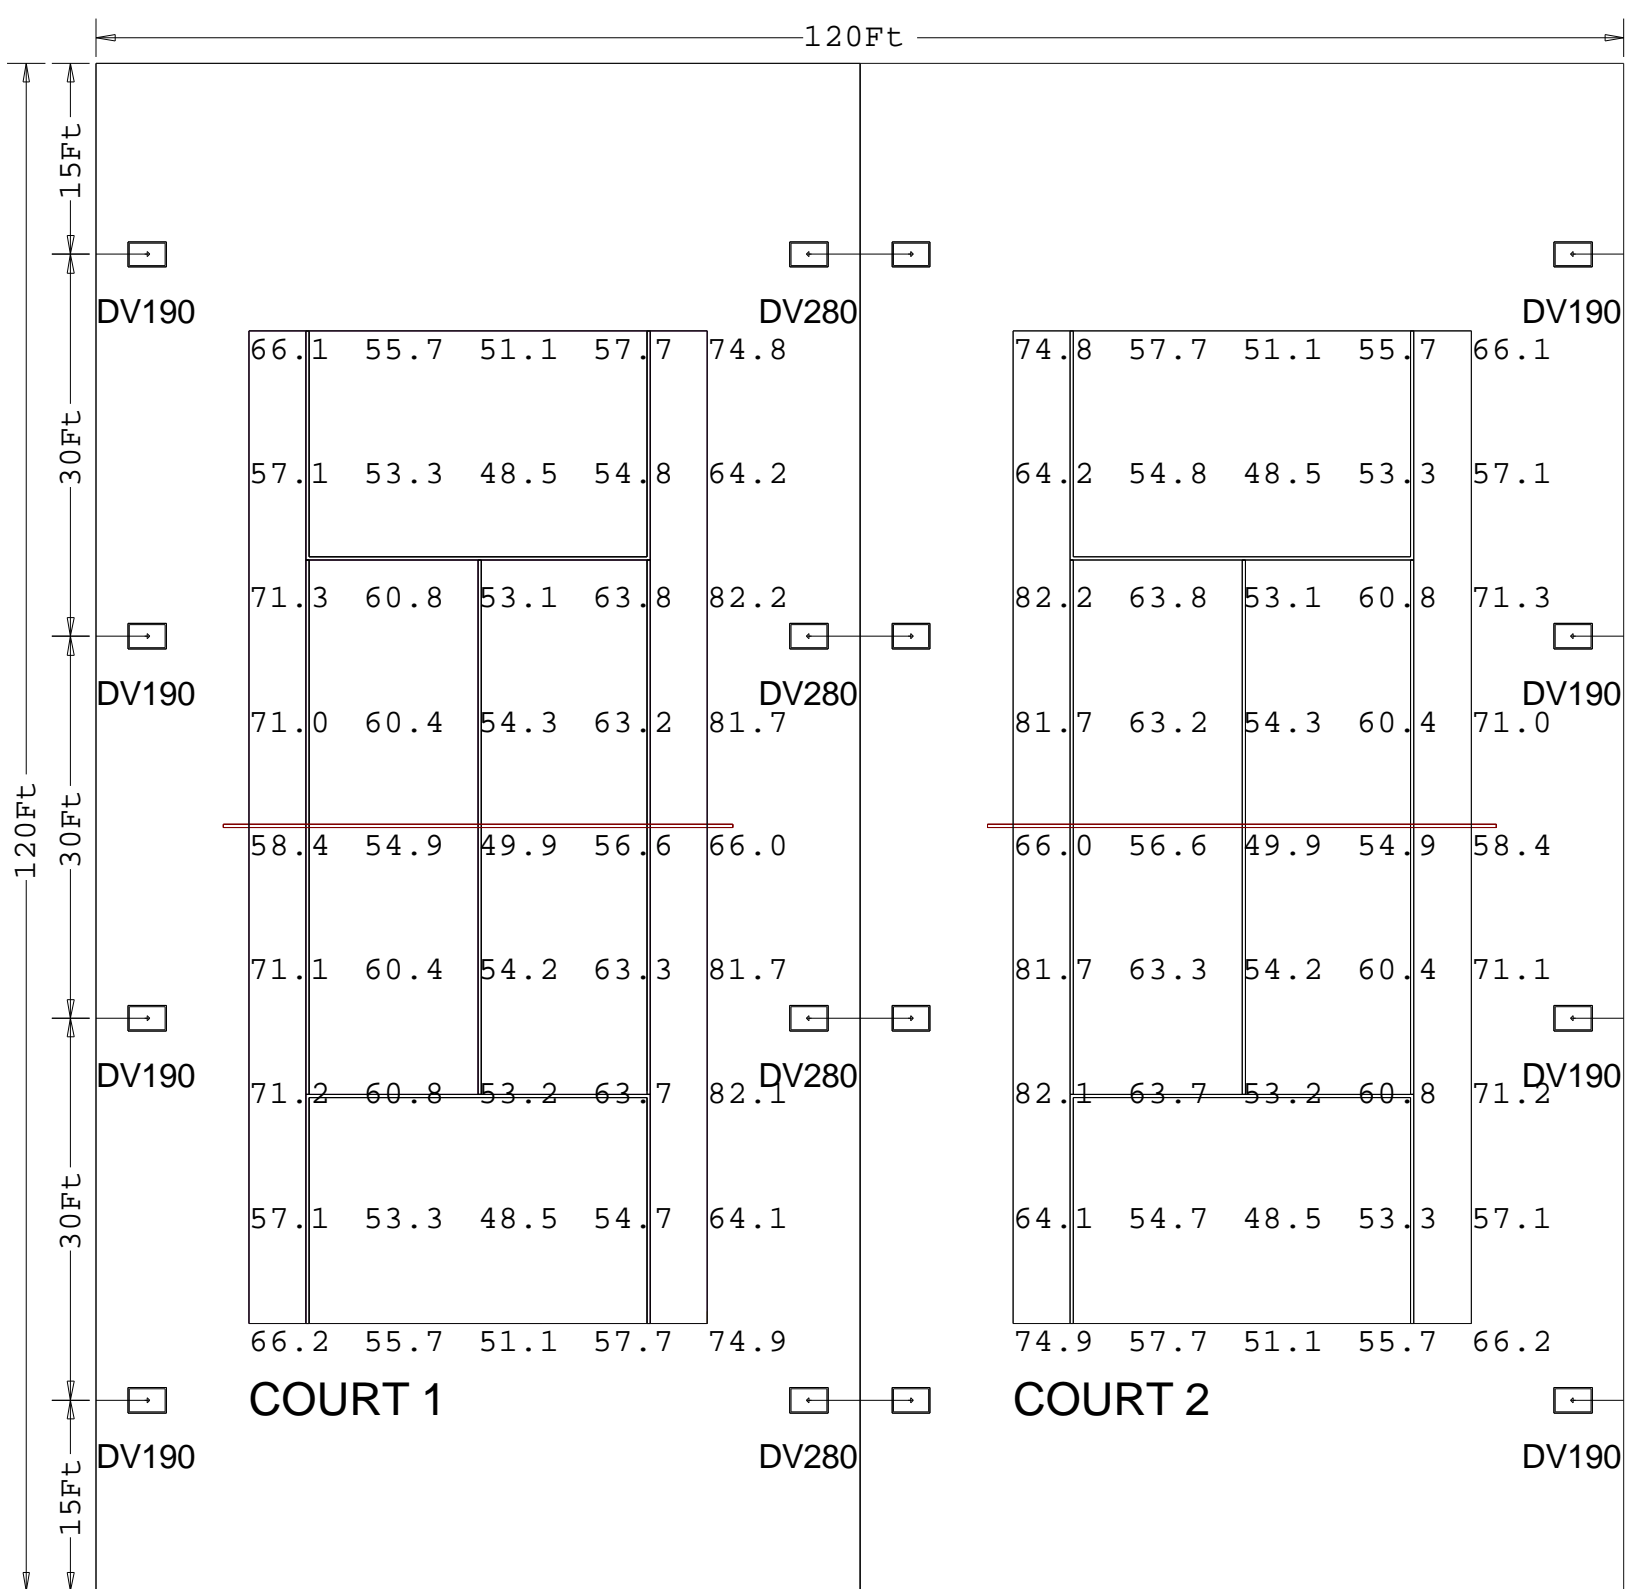 120Ft
15Ft
DV190 DV280 DV190
66.1 55.7 51.1 57.7 74.8 74.8 57.7 51.1 55.7 66.1
30Ft
57.1 53.3 48.5 54.8 64.2 64.2 54.8 48.5 53.3 57.1
71.3 60.8 53.1 63.8 82.2 82.2 63.8 53.1 60.8 71.3
DV190 DV280 DV190
71.0 60.4 54.3 63.2 81.7 81.7 63.2 54.3 60.4 71.0
120Ft
30Ft
58.4 54.9 49.9 56.6 66.0 66.0 56.6 49.9 54.9 58.4
71.1 60.4 54.2 63.3 81.7 81.7 63.3 54.2 60.4 71.1
DV190 DV280 DV190
71.2 60.8 53.2 63.7 82.1 82.1 63.7 53.2 60.8 71.2
30Ft
57.1 53.3 48.5 54.7 64.1 64.1 54.7 48.5 53.3 57.1
66.2 55.7 51.1 57.7 74.9 74.9 57.7 51.1 55.7 66.2
COURT 1 COURT 2
DV190 DV280 DV190
15Ft